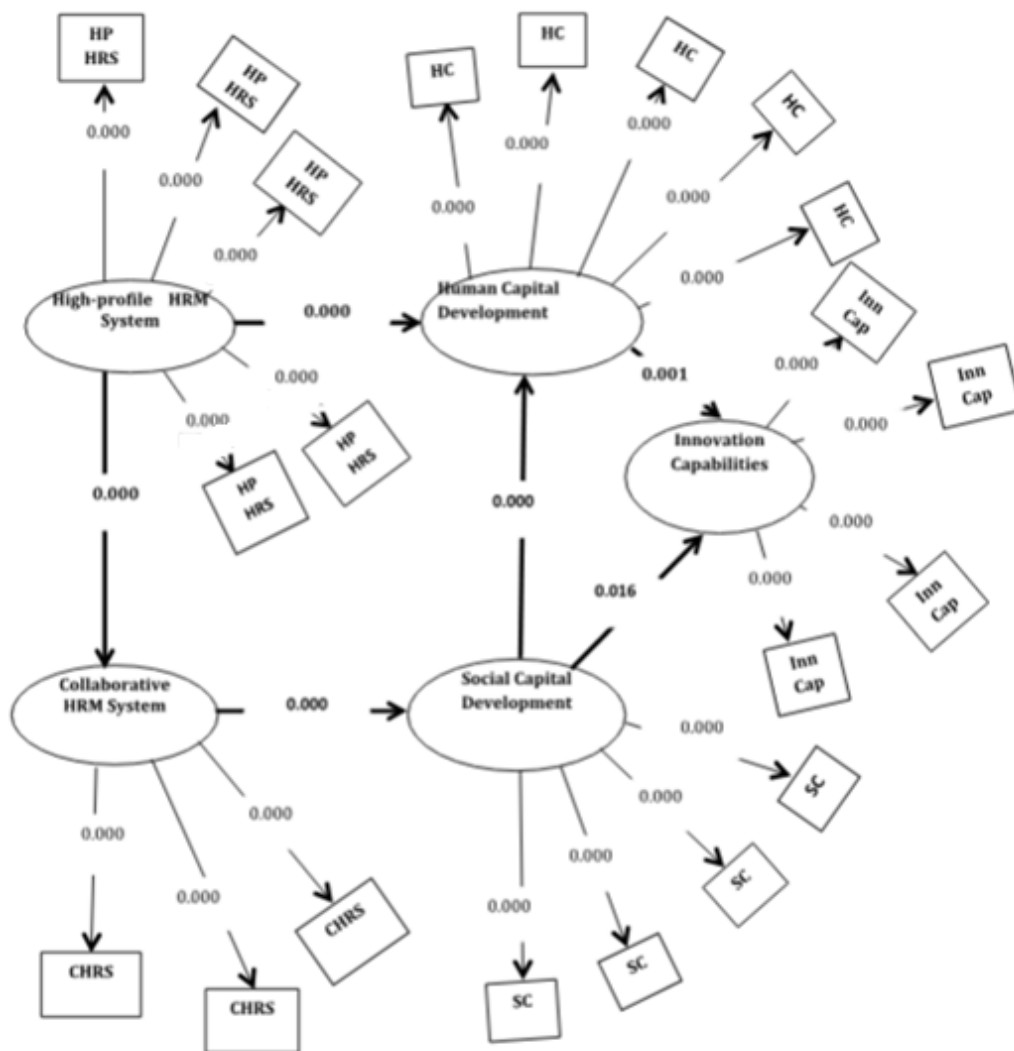 HP
HRS
HP
HRS
HP
HRS
HC
HC
HC
HC
HC
0.000
0.000
0.000
0.000
0.000
0.000
0.000
0.000
High-profile HRM
System
0.000
Human Capital
Development
Inn
Cap
0.000
0.000
0.001
0.000
Inn
Cap
0.000
HP
HRS
HP
HRS
Innovation
Capabilities
0.000
0.000
0.000
0.000
0.016
Inn
Cap
Inn
Cap
Collaborative
HRM System
0.000
Social Capital
Development
0.000
SC
0.000
0.000
0.000
0.000
0.000
0.000
SC
CHRS
SC
CHRS
CHRS
SC